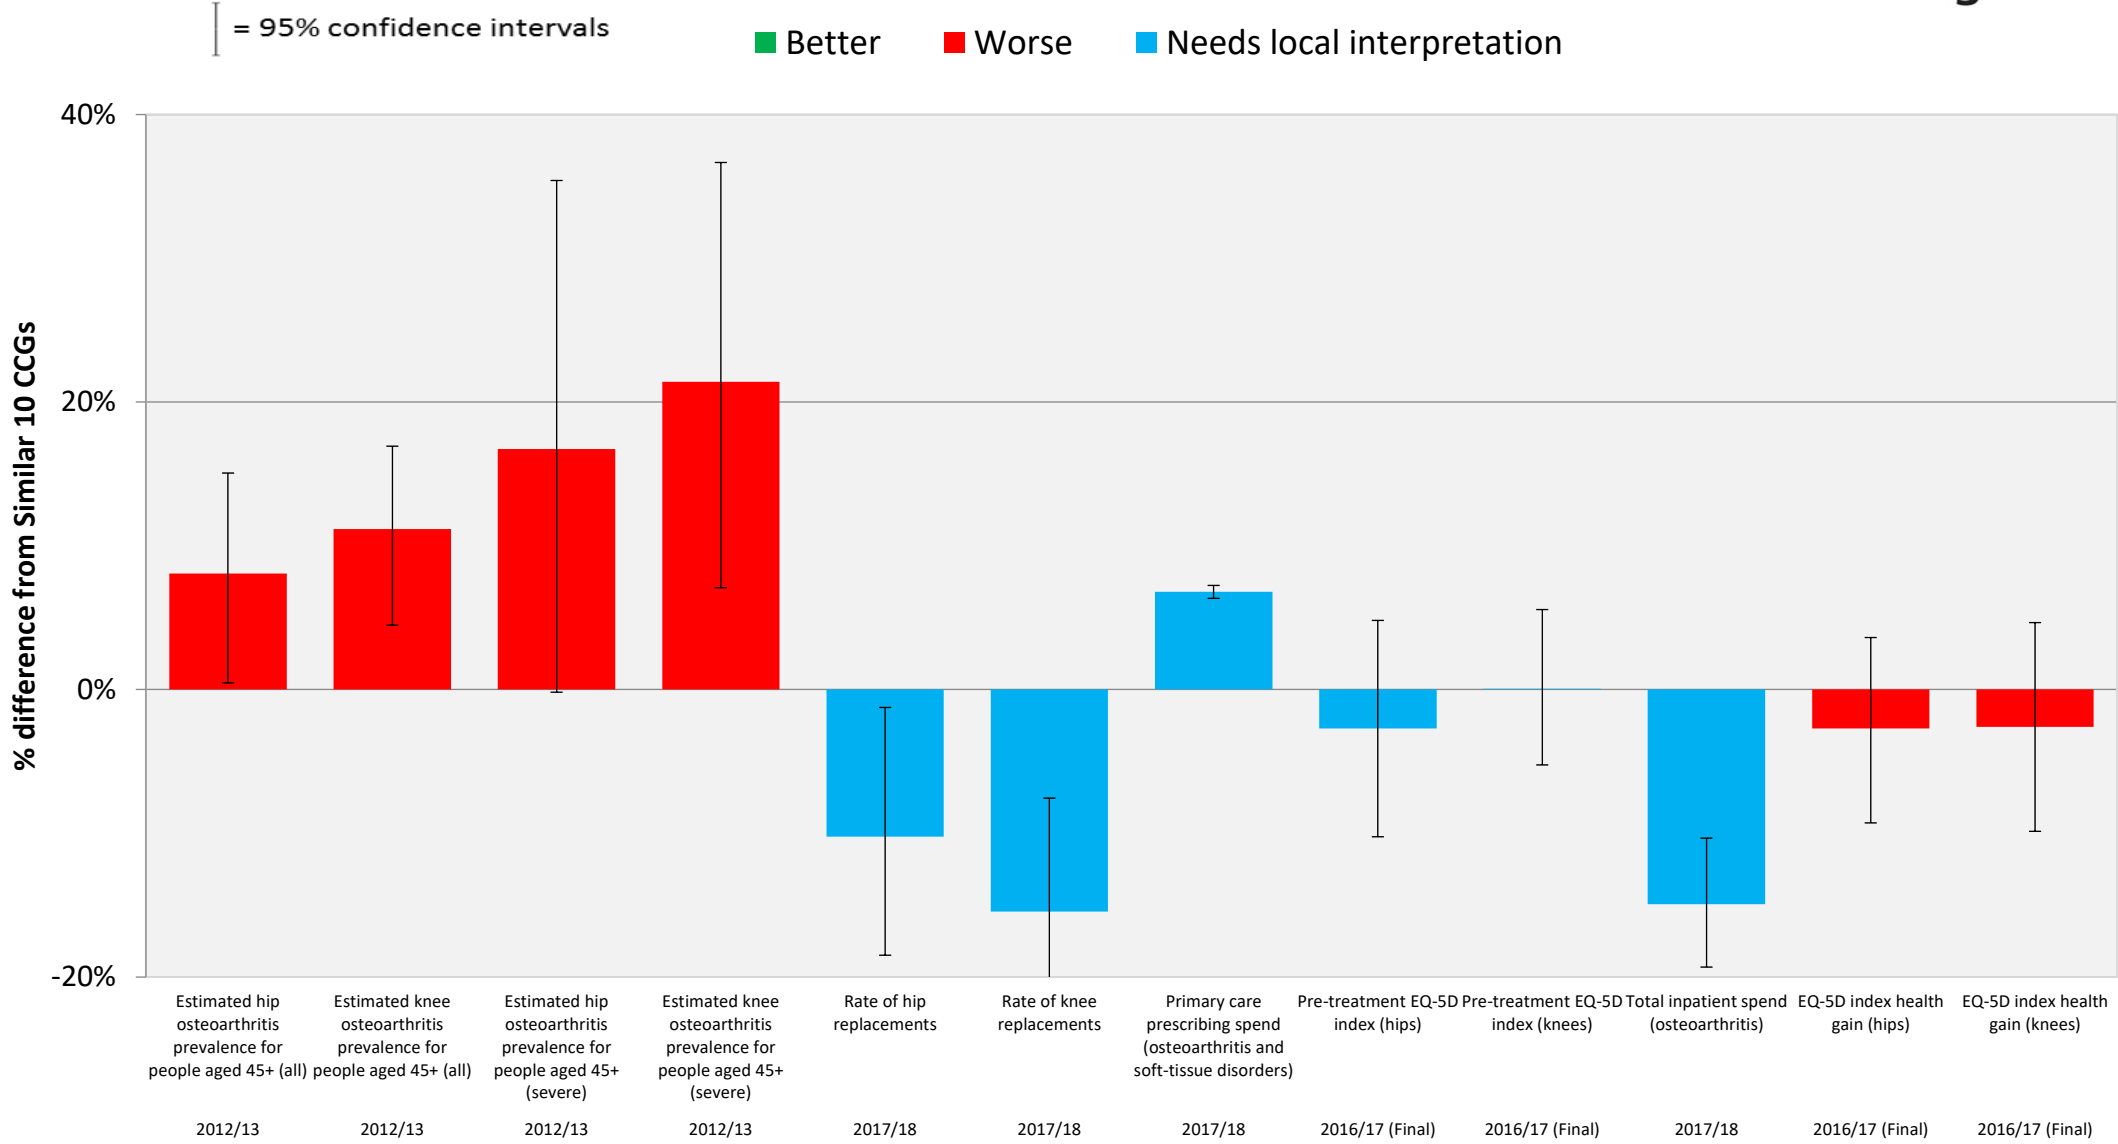 = 95% confidence intervals
Better
Worse
Needs local interpretation
% difference from Similar 10 CCGs
40%
20%
0%
-20%
Estimated hip
osteoarthritis
prevalence for
people aged 45+ (all)
2012/13
Estimated knee
osteoarthritis
prevalence for
people aged 45+ (all)
2012/13
Estimated hip
osteoarthritis
prevalence for
people aged 45+
(severe)
2012/13
Estimated knee
osteoarthritis
prevalence for
people aged 45+
(severe)
2012/13
Rate of hip
replacements
2017/18
Rate of knee
replacements
2017/18
Primary care
prescribing spend
(osteoarthritis and
soft-tissue disorders)
2017/18
Pre-treatment EQ-5D
index (hips)
2016/17 (Final)
Pre-treatment EQ-5D
index (knees)
2016/17 (Final)
Total inpatient spend
(osteoarthritis)
2017/18
EQ-5D index health
gain (hips)
2016/17 (Final)
EQ-5D index health
gain (knees)
2016/17 (Final)